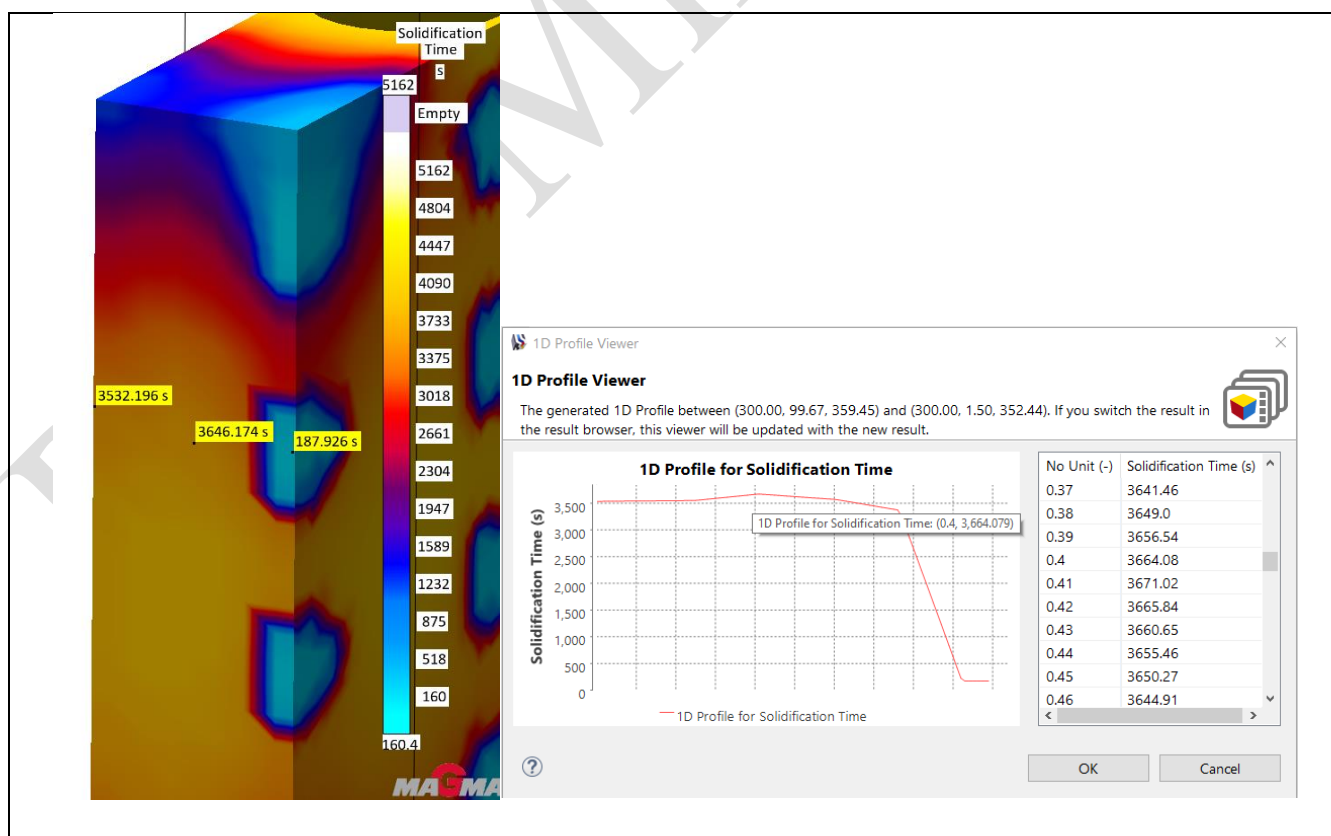 Solidification
Time
s
5162
Empty
5162
4804
4447
4090
3733
3375
3018
2661
2304
1947
1589
1232
875
518
160
160.4
3532.196 s
3646.174 s
187.926 s
MAGMA
1D Profile Viewer
1D Profile Viewer
The generated 1D Profile between (300.00, 99.67, 359.45) and (300.00, 1.50, 352.44). If you switch the result in
the result browser, this viewer will be updated with the new result.
1D Profile for Solidification Time
Solidification Time (s)
3,500
3,000
2,500
2,000
1,500
1,000
500
0
1D Profile for Solidification Time: (0.4, 3,664.079)
1D Profile for Solidification Time
No Unit (-) Solidification Time (s)
0.37 3641.46
0.38 3649.0
0.39 3656.54
0.4 3664.08
0.41 3671.02
0.42 3665.84
0.43 3660.65
0.44 3655.46
0.45 3650.27
0.46 3644.91
?
OK Cancel